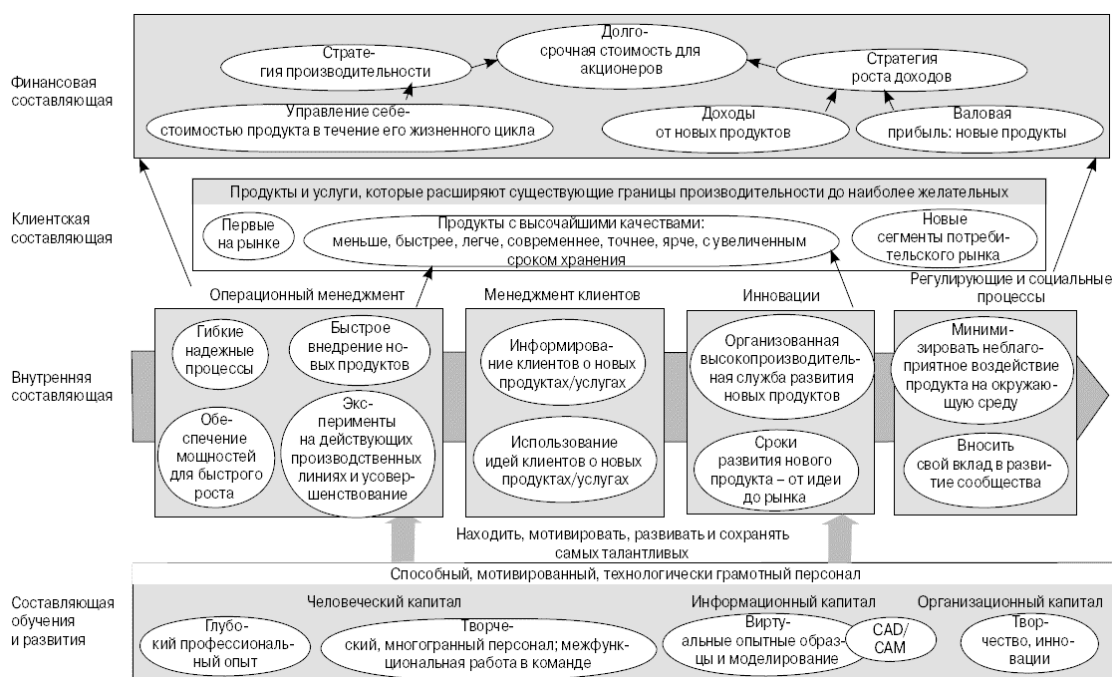 Финансовая
составляющая
Долго-
срочная стоимость для
акционеров
Страте-
гия производительности
Стратегия
роста доходов
Управление себе-
стоимостью продукта в течение его жизненного цикла
Доходы
от новых продуктов
Валовая
прибыль: новые продукты
Клиентская
составляющая
Продукты и услуги, которые расширяют существующие границы производительности до наиболее желательных
Первые
на рынке
Продукты с высочайшими качествами:
меньше, быстрее, легче, современнее, точнее, ярче, с увеличенным
сроком хранения
Новые
сегменты потреби-
тельского рынка
Внутренняя
составляющая
Операционный менеджмент
Гибкие
надежные
процессы
Быстрое
внедрение но-
вых продуктов
Обе-
спечение
мощностей
для быстрого
роста
Экс-
перименты
на действующих
производственных
линиях и усовер-
шенствование
Менеджмент клиентов
Информирова-
ние клиентов о новых
продуктах/услугах
Использование
идей клиентов о новых
продуктах/услугах
Инновации
Организованная
высокопроизводитель-
ная служба развития
новых продуктов
Сроки
развития нового
продукта – от идеи
до рынка
Регулирующие и социальные
процессы
Миними-
зировать неблаго-
приятное воздействие
продукта на окружаю-
щую среду
Вносить
свой вклад в разви-
тие сообщества
Находить, мотивировать, развивать и сохранять
самых талантливых
Составляющая
обучения
и развития
Способный, мотивированный, технологически грамотный персонал
Человеческий капитал
Глубо-
кий профессиональ-
ный опыт
Творче-
ский, многогранный персонал; межфунк-
циональная работа в команде
Информационный капитал
Вирту-
альные опытные образ-
цы и моделирование
CAD/
CAM
Организационный капитал
Твор-
чество, инно-
вации